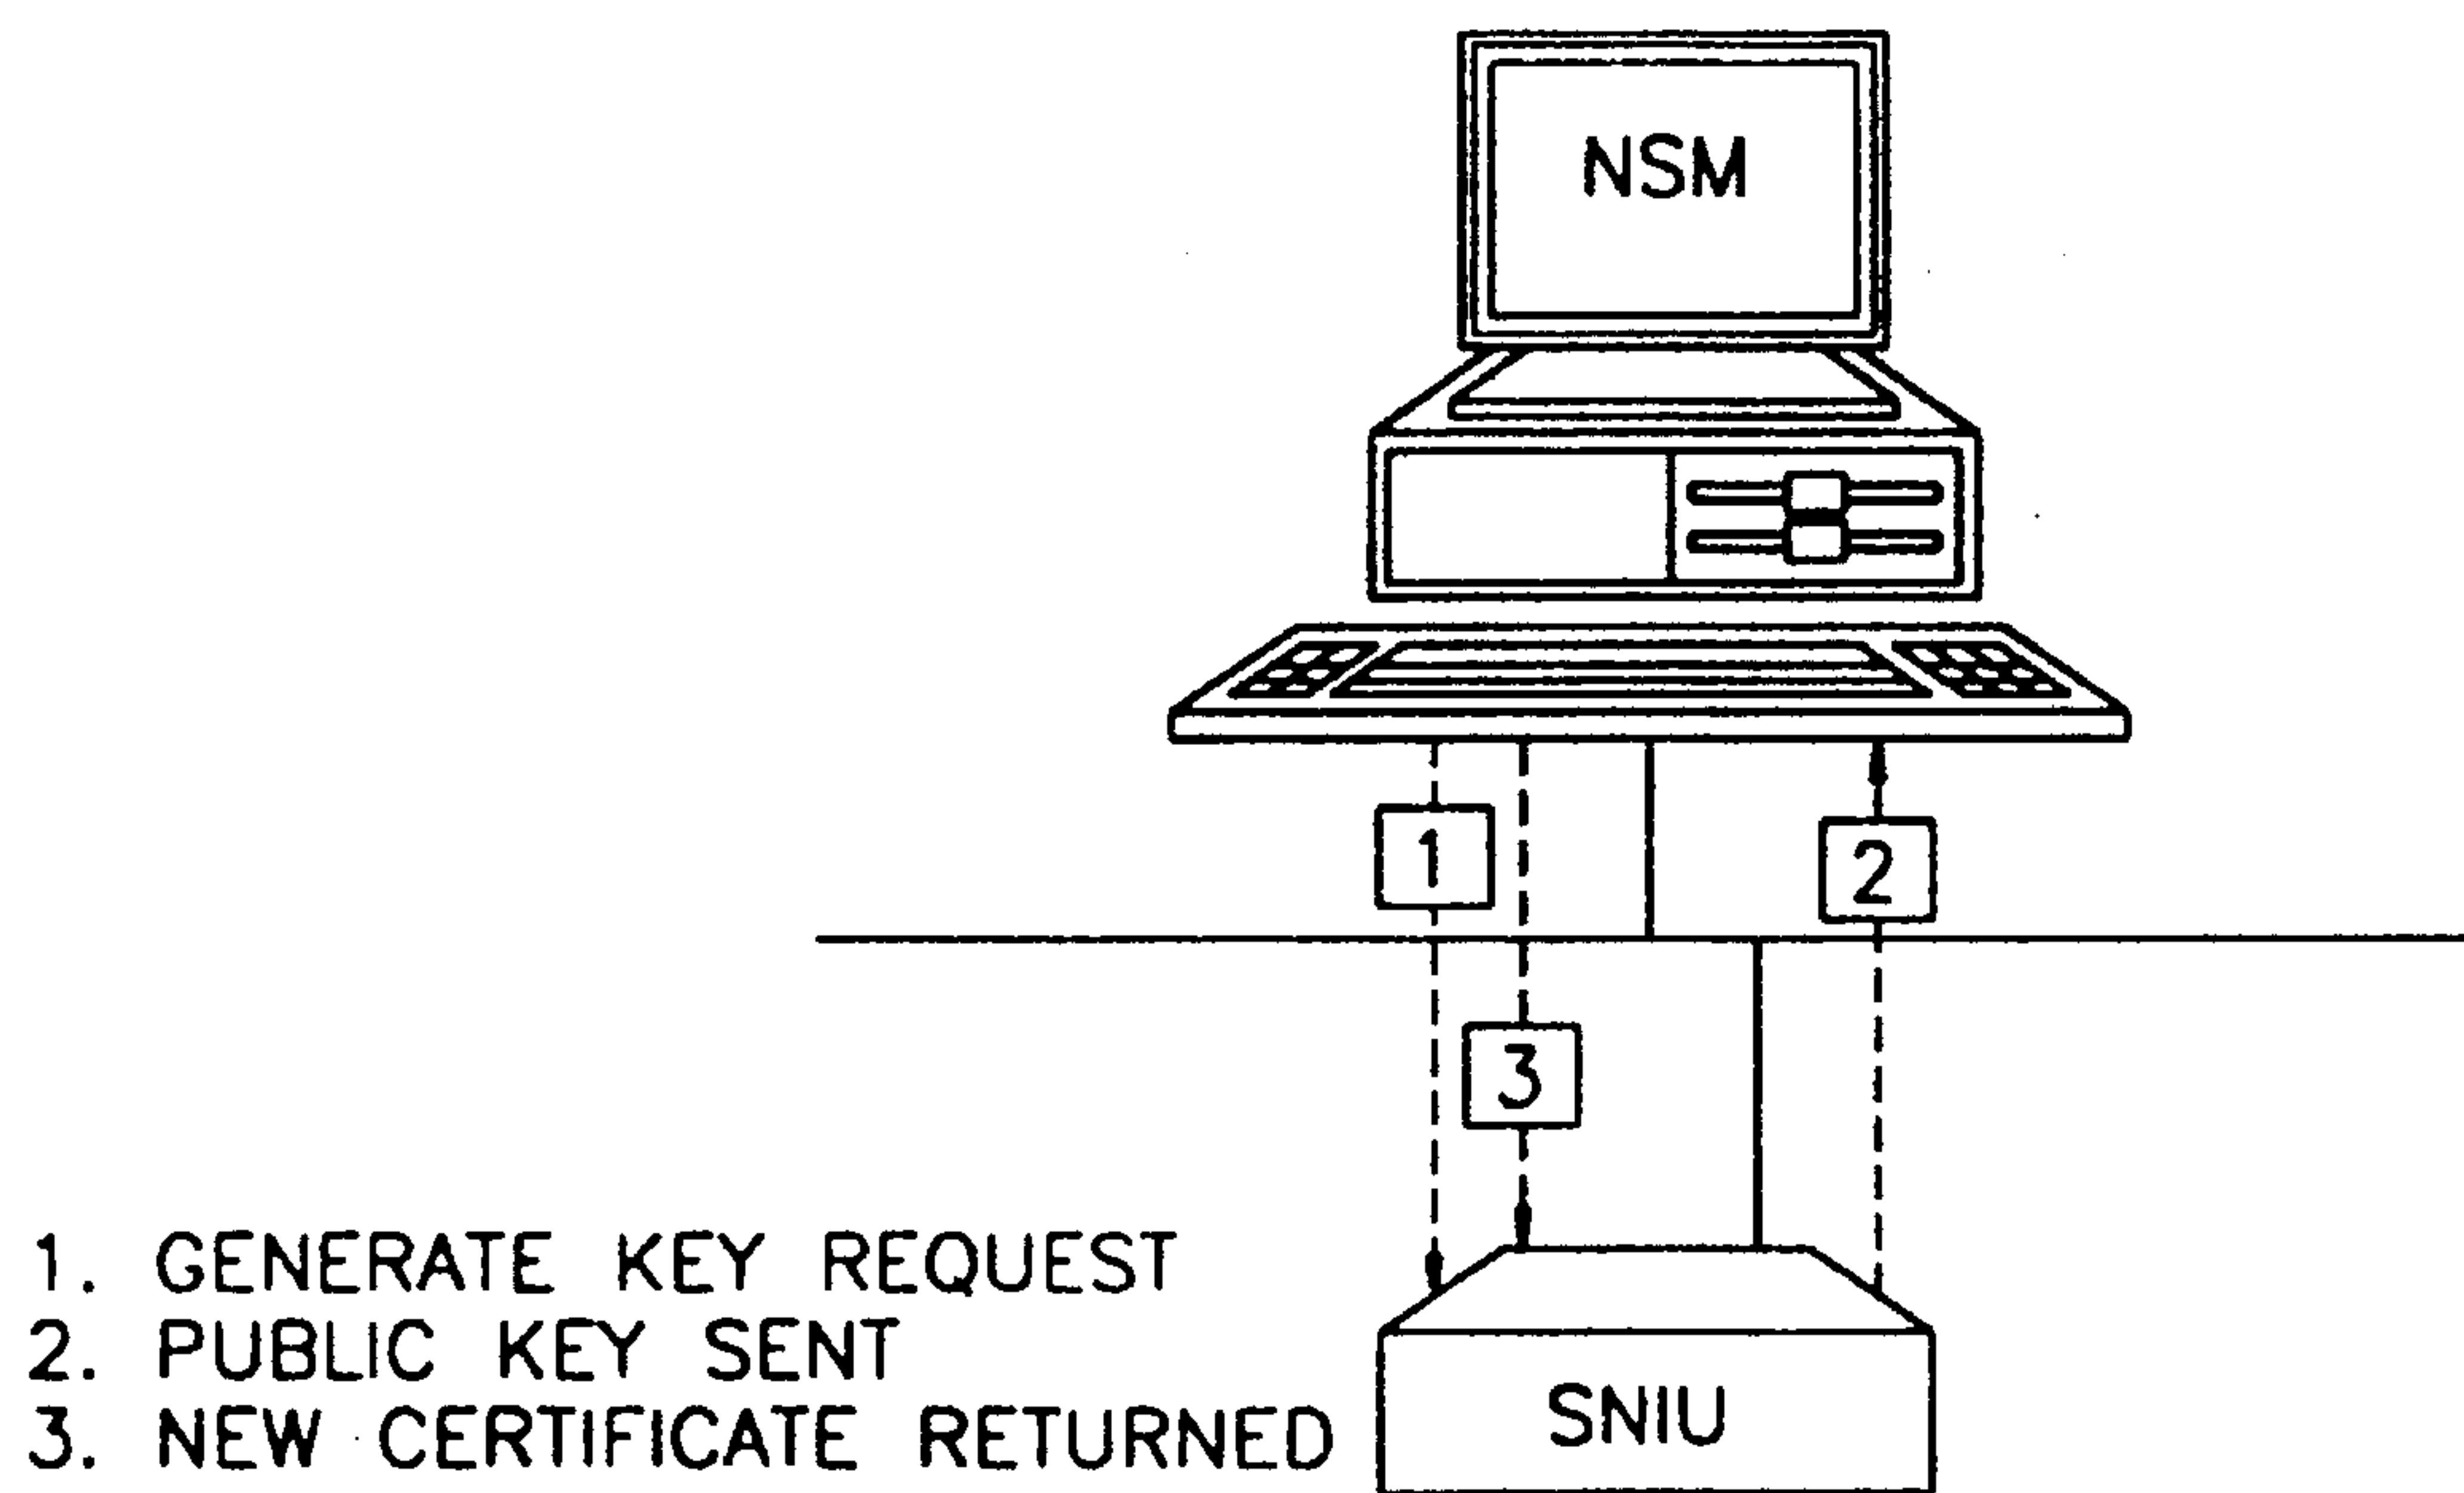 NSM
1
2
3
1. GENERATE KEY REQUEST
2. PUBLIC KEY SENT
3. NEW CERTIFICATE RETURNED
SNIU